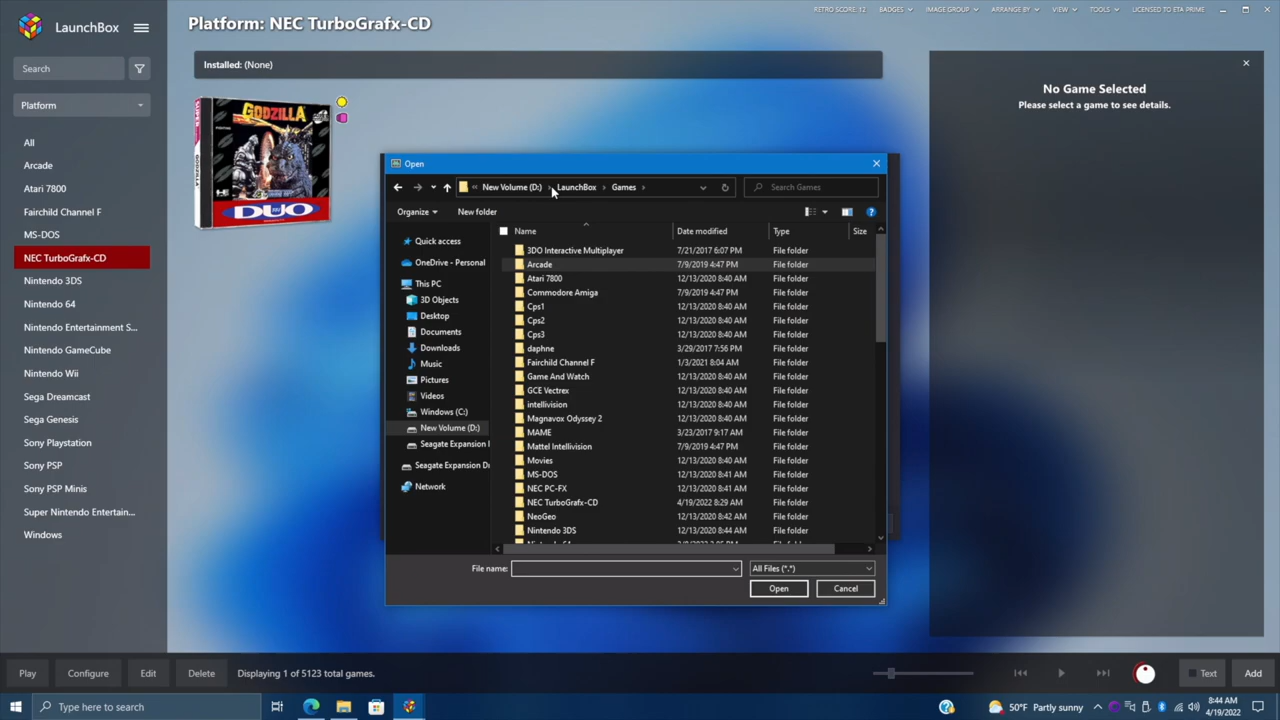 LaunchBox
Platform: NEC TurboGrafx-CD
RETRO SCORE: 12
BADGES
IMAGE GROUP
ARRANGE BY
VIEW
TOOLS
LICENSED TO ETA PRIME
Search
Platform
All
Arcade
Atari 7800
Fairchild Channel F
MS-DOS
NEC TurboGrafx-CD
Nintendo 3DS
Nintendo 64
Nintendo Entertainment S...
Nintendo GameCube
Nintendo Wii
Sega Dreamcast
Sega Genesis
Sony Playstation
Sony PSP
Sony PSP Minis
Super Nintendo Entertain...
Windows
Installed: (None)
GODZILLA
DUO
No Game Selected
Please select a game to see details.
Open
« New Volume (D:) › LaunchBox › Games ›
Search Games
Organize
New folder
Quick access
OneDrive - Personal
This PC
3D Objects
Desktop
Documents
Downloads
Music
Pictures
Videos
Windows (C:)
New Volume (D:)
Seagate Expansion
Seagate Expansion Dr
Network
Name Date modified Type Size
3DO Interactive Multiplayer 7/21/2017 6:07 PM File folder
Arcade 7/9/2019 4:47 PM File folder
Atari 7800 12/13/2020 8:40 AM File folder
Commodore Amiga 7/9/2019 4:47 PM File folder
Cps1 12/13/2020 8:40 AM File folder
Cps2 12/13/2020 8:40 AM File folder
Cps3 12/13/2020 8:40 AM File folder
daphne 3/29/2017 7:56 PM File folder
Fairchild Channel F 1/3/2021 8:04 AM File folder
Game And Watch 12/13/2020 8:40 AM File folder
GCE Vectrex 12/13/2020 8:40 AM File folder
intellivision 12/13/2020 8:40 AM File folder
Magnavox Odyssey 2 12/13/2020 8:40 AM File folder
MAME 3/23/2017 9:17 AM File folder
Mattel Intellivision 7/9/2019 4:47 PM File folder
Movies 12/13/2020 8:40 AM File folder
MS-DOS 12/13/2020 8:41 AM File folder
NEC PC-FX 12/13/2020 8:41 AM File folder
NEC TurboGrafx-CD 4/19/2022 8:29 AM File folder
NeoGeo 12/13/2020 8:42 AM File folder
Nintendo 3DS 12/13/2020 8:44 AM File folder
File name:
All Files (*.*)
Open
Cancel
Play
Configure
Edit
Delete
Displaying 1 of 5123 total games.
Text
Add
Type here to search
50°F Partly sunny
8:44 AM
4/19/2022